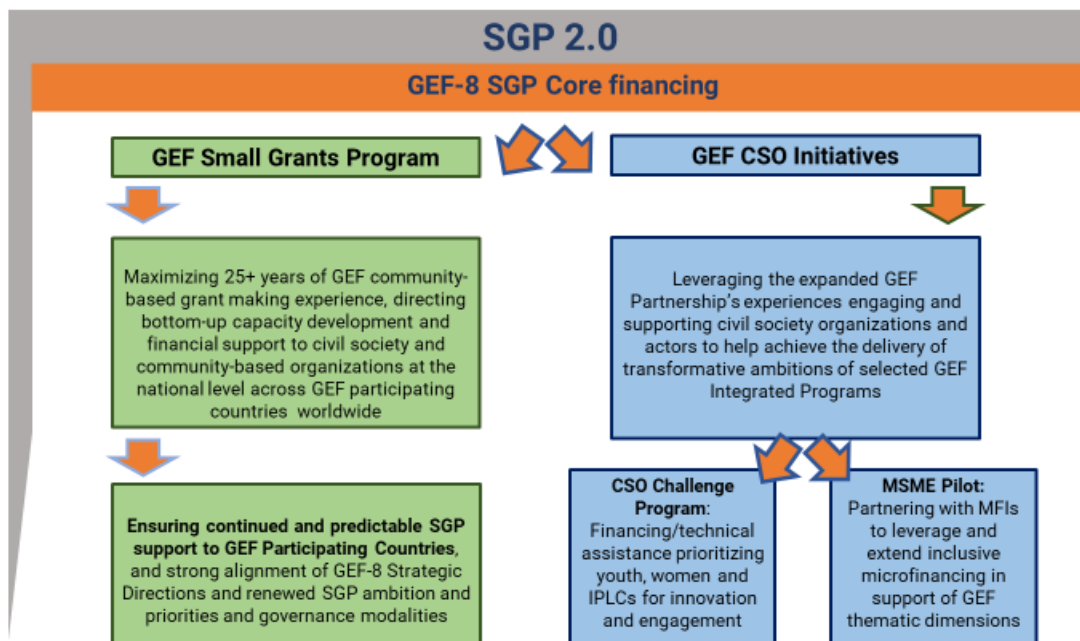 SGP 2.0
GEF-8 SGP Core financing
GEF Small Grants Program
GEF CSO Initiatives
Maximizing 25+ years of GEF community-
based grant making experience, directing
bottom-up capacity development and
financial support to civil society and
community-based organizations at the
national level across GEF participating
countries worldwide
Leveraging the expanded GEF
Partnership's experiences engaging and
supporting civil society organizations and
actors to help achieve the delivery of
transformative ambitions of selected GEF
Integrated Programs
Ensuring continued and predictable SGP
support to GEF Participating Countries,
and strong alignment of GEF-8 Strategic
Directions and renewed SGP ambition and
priorities and governance modalities
CSO Challenge
Program:
Financing/technical
assistance prioritizing
youth, women and
IPLCs for innovation
and engagement
MSME Pilot:
Partnering with MFIs
to leverage and
extend inclusive
microfinancing in
support of GEF
thematic dimensions